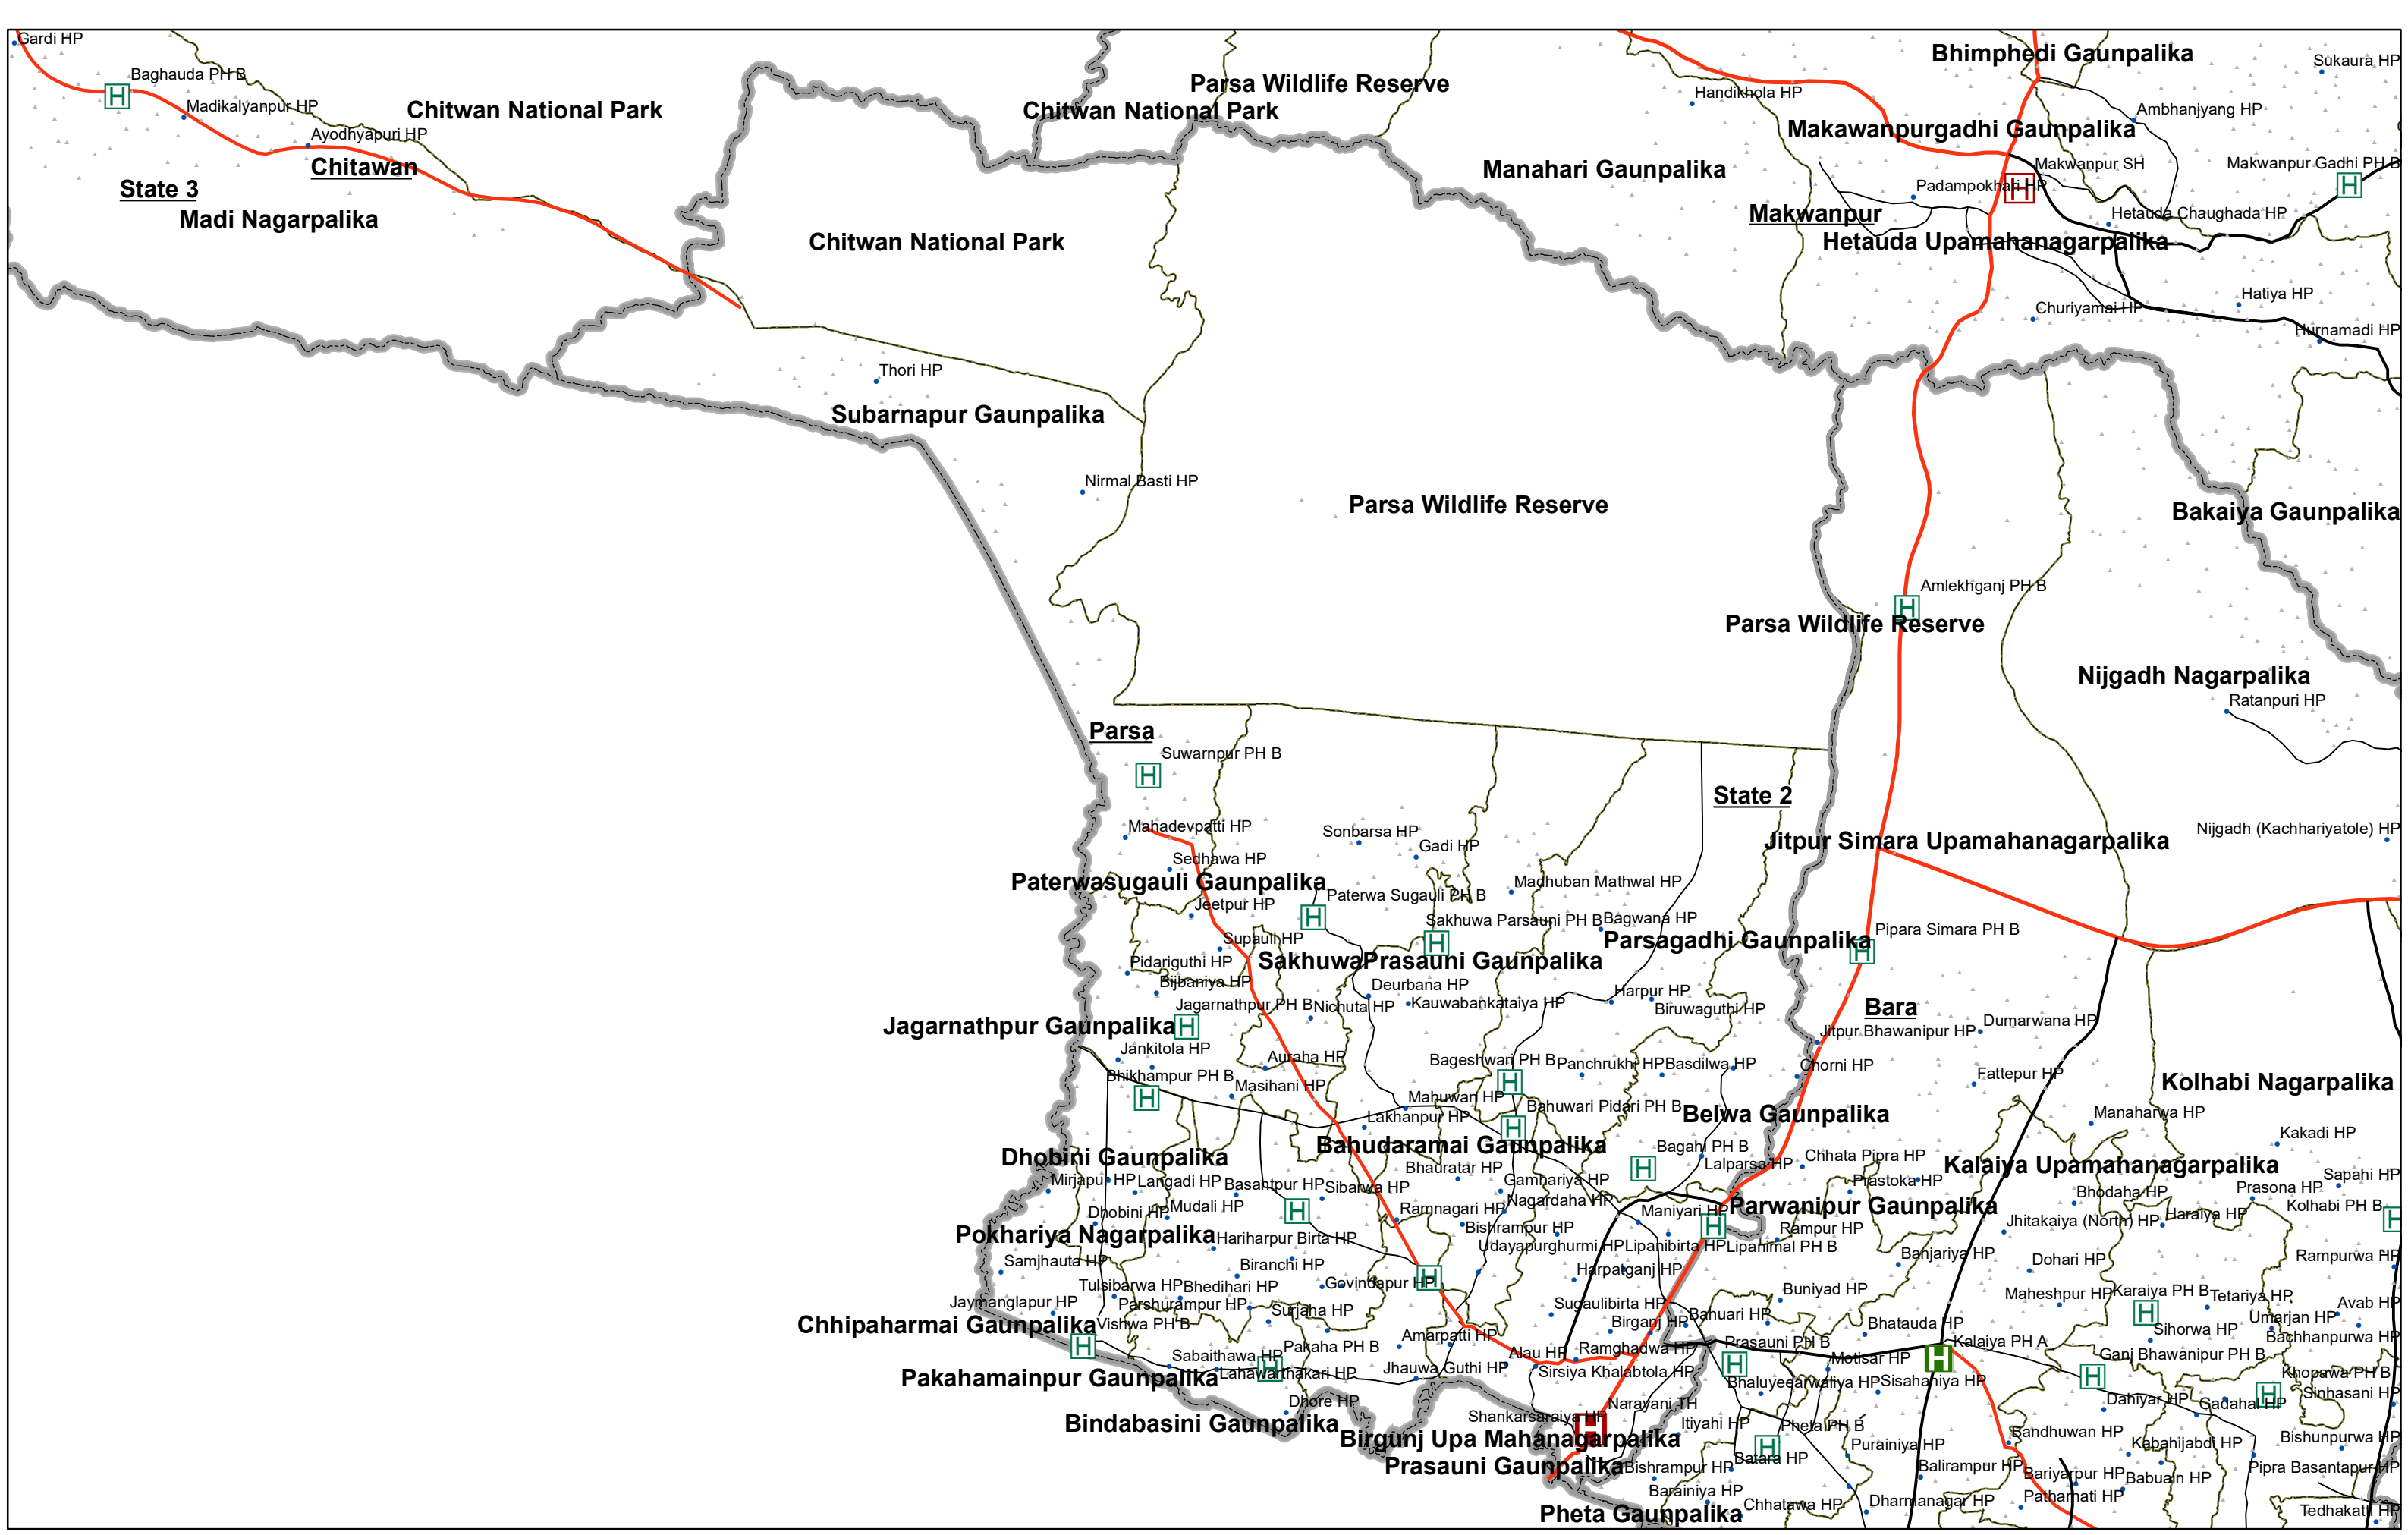 Gardi HP
Bhimphedi Gaunpalika
Sukaura HP
Baghauda PH B
Parsa Wildlife Reserve
Handikhola HP
Madikalyanpur HP
Chitwan National Park
Chitwan National Park
Ambhanjyang HP
Ayodhyapuri HP
Makawanpurgadhi Gaunpalika
Chitawan
Manahari Gaunpalika
Makwanpur SH
Makwanpur Gadhi PH B
State 3
Padampokhari HP
Madi Nagarpalika
Makwanpur
Hetauda Chaughada HP
Chitwan National Park
Hetauda Upamahanagarpalika
Hatiya HP
Churiyamai HP
Hurnamadi HP
Thori HP
Subarnapur Gaunpalika
Nirmal Basti HP
Parsa Wildlife Reserve
Bakaiya Gaunpalika
Amlekhganj PH B
Parsa Wildlife Reserve
Nijgadh Nagarpalika
Ratanpuri HP
Parsa
Suwarnpur PH B
State 2
Mahadevpatti HP
Sonbarsa HP
Nijgadh (Kachhariyatole) HP
Gadi HP
Jitpur Simara Upamahanagarpalika
Sedhawa HP
Paterwasugauli Gaunpalika
Madhuban Mathwal HP
Paterwa Sugauli PH B
Jeetpur HP
Sakhuwa Parsauni PH B
Bagwana HP
Pipara Simara PH B
Supauli HP
Parsagadhi Gaunpalika
Pidariguthi HP
SakhuwaPrasauni Gaunpalika
Bijbaniya HP
Deurbana HP
Harpur HP
Jagarnathpur PH B
Nichuta HP
Kauwabankataiya HP
Biruwaguthi HP
Bara
Jagarnathpur Gaunpalika
Dumarwana HP
Jitpur Bhawanipur HP
Jankitola HP
Auraha HP
Bageshwari PH B
Panchrukhi HP
Basdilwa HP
Chorni HP
Bhikhampur PH B
Masihani HP
Fattepur HP
Kolhabi Nagarpalika
Mahuwan HP
Bahuwari Pidari PH B
Belwa Gaunpalika
Manaharwa HP
Lakhanpur HP
Kakadi HP
Bahudaramai Gaunpalika
Bagahi PH B
Dhobini Gaunpalika
Bhauratar HP
Lalparsa HP
Chhata Pipra HP
Kalaiya Upamahanagarpalika
Mirjapur HP
Langadi HP
Basantpur HP
Sibarwa HP
Gamhariya HP
Prastoka HP
Sapahi HP
Bhodaha HP
Prasona HP
Dhobini HP
Mudali HP
Ramnagari HP
Nagardaha HP
Maniyari HP
Parwanipur Gaunpalika
Kolhabi PH B
Pokhariya Nagarpalika
Hariharpur Birta HP
Bishrampur HP
Rampur HP
Jhitakaiya (North) HP
Haraiya HP
Samjhauta HP
Biranchi HP
Udayapurghurmi HP
Lipanibirta HP
Lipanimal PH B
Banjariya HP
Dohari HP
Rampurwa HP
Tulsibarwa HP
Bhedihari HP
Govindapur HP
Harpatganj HP
Buniyad HP
Jaymanglapur HP
Parshurampur HP
Surjaha HP
Sugaulibirta HP
Maheshpur HP
Karaiya PH B
Tetariya HP
Avab HP
Chhipaharmai Gaunpalika
Vishwa PH B
Birganj HP
Banuari HP
Bhatauda HP
Umarjan HP
Sihorwa HP
Bachhanpurwa HP
Amarpatti HP
Pakaha PH B
Alau HP
Ramghadwa HP
Prasauni PH B
Kalaiya PH A
Sabaithawa HP
Motisar HP
Ganj Bhawanipur PH B
Pakahamainpur Gaunpalika
Lahawarthakari HP
Jhauwa Guthi HP
Sirsiya Khalabtola HP
Khopawa PH B
Bhaluyeearwaliya HP
Sisahaniya HP
Sinhasani HP
Dhore HP
Narayani TH
Dahiyar HP
Gadahal HP
Bindabasini Gaunpalika
Shankarsaraiya HP
Itiyahi HP
Pheta PH B
Bandhuwan HP
Birgunj Upa Mahanagarpalika
Purainiya HP
Kabahijabdi HP
Bishunpurwa HP
Prasauni Gaunpalika
Bishrampur HP
Batara HP
Balirampur HP
Bariyarpur HP
Babuain HP
Pipra Basantapur HP
Barainiya HP
Pheta Gaunpalika
Chhatawa HP
Dharmanagar HP
Pathamati HP
Tedhakatti HP